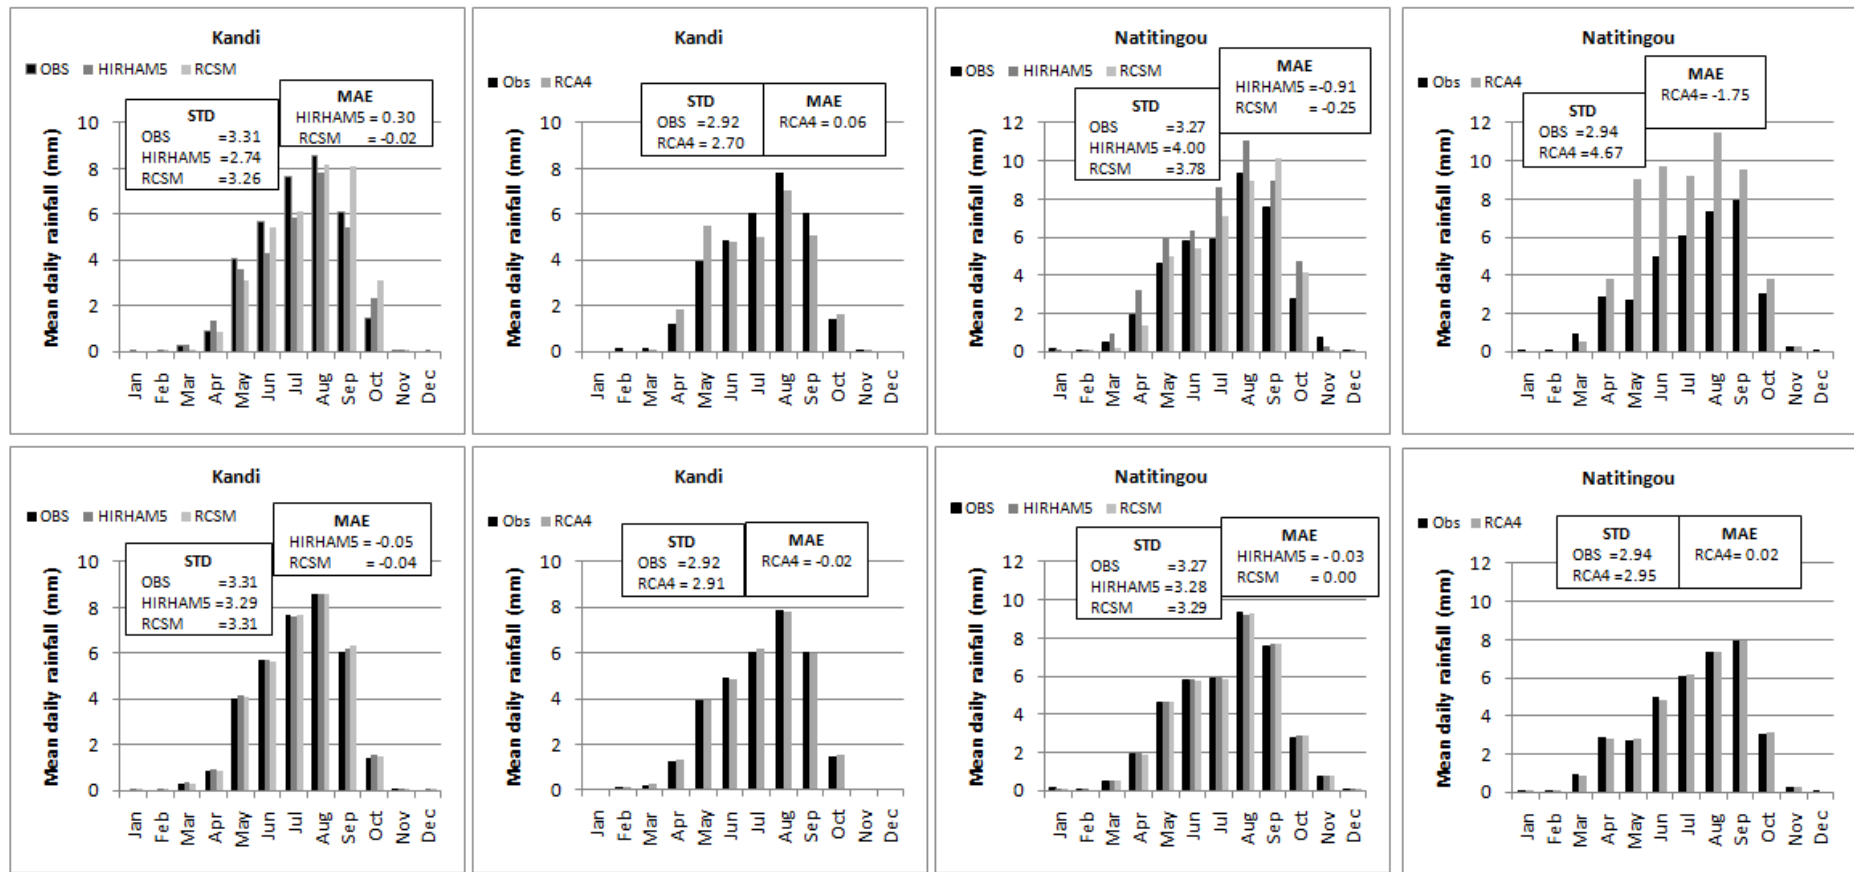 Kandi
OBS HIRHAM5 RCSM
MAE
HIRHAM5 = 0.30
RCSM = -0.02
STD
OBS =3.31
HIRHAM5 =2.74
RCSM =3.26
Mean daily rainfall (mm)
10
8
6
4
2
0
Jan Feb Mar Apr May Jun Jul Aug Sep Oct Nov Dec
Kandi
Obs RCA4
STD
OBS =2.92
RCA4 = 2.70
MAE
RCA4 = 0.06
Mean daily rainfall (mm)
10
8
6
4
2
0
Jan Feb Mar Apr May Jun Jul Aug Sep Oct Nov Dec
Natitingou
OBS HIRHAM5 RCSM
MAE
HIRHAM5 =-0.91
RCSM =-0.25
STD
OBS =3.27
HIRHAM5 =4.00
RCSM =3.78
Mean daily rainfall (mm)
12
10
8
6
4
2
0
Jan Feb Mar Apr May Jun Jul Aug Sep Oct Nov Dec
Natitingou
Obs RCA4
MAE
RCA4= -1.75
STD
OBS =2.94
RCA4 =4.67
Mean daily rainfall (mm)
12
10
8
6
4
2
0
Jan Feb Mar Apr May Jun Jul Aug Sep Oct Nov Dec
Kandi
OBS HIRHAM5 RCSM
MAE
HIRHAM5 = -0.05
RCSM = -0.04
STD
OBS =3.31
HIRHAM5 =3.29
RCSM =3.31
Mean daily rainfall (mm)
10
8
6
4
2
0
Jan Feb Mar Apr May Jun Jul Aug Sep Oct Nov Dec
Kandi
Obs RCA4
STD
OBS =2.92
RCA4 = 2.91
MAE
RCA4 = -0.02
Mean daily rainfall (mm)
10
8
6
4
2
0
Jan Feb Mar Apr May Jun Jul Aug Sep Oct Nov Dec
Natitingou
OBS HIRHAM5 RCSM
MAE
HIRHAM5 = -0.03
RCSM = 0.00
STD
OBS =3.27
HIRHAM5 =3.28
RCSM =3.29
Mean daily rainfall (mm)
12
10
8
6
4
2
0
Jan Feb Mar Apr May Jun Jul Aug Sep Oct Nov Dec
Natitingou
Obs RCA4
STD
OBS =2.94
RCA4 =2.95
MAE
RCA4= 0.02
Mean daily rainfall (mm)
12
10
8
6
4
2
0
Jan Feb Mar Apr May Jun Jul Aug Sep Oct Nov Dec